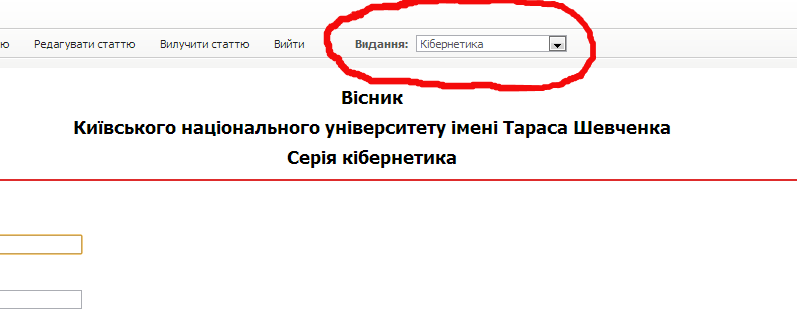 ю Редагувати статтю Вилучити статтю Вийти Видання: Кібернетика
Вісник
Київського національного університету імені Тараса Шевченка
Серія кібернетика